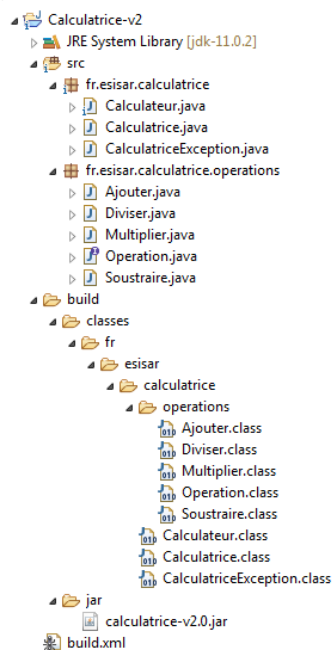 Calculatrice-v2
JRE System Library [jdk-11.0.2]
src
fr.esisar.calculatrice
Calculateur.java
Calculatrice.java
CalculatriceException.java
fr.esisar.calculatrice.operations
Ajouter.java
Diviser.java
Multiplier.java
Operation.java
Soustraire.java
build
classes
fr
esisar
calculatrice
operations
Ajouter.class
Diviser.class
Multiplier.class
Operation.class
Soustraire.class
Calculateur.class
Calculatrice.class
CalculatriceException.class
jar
calculatrice-v2.0.jar
build.xml